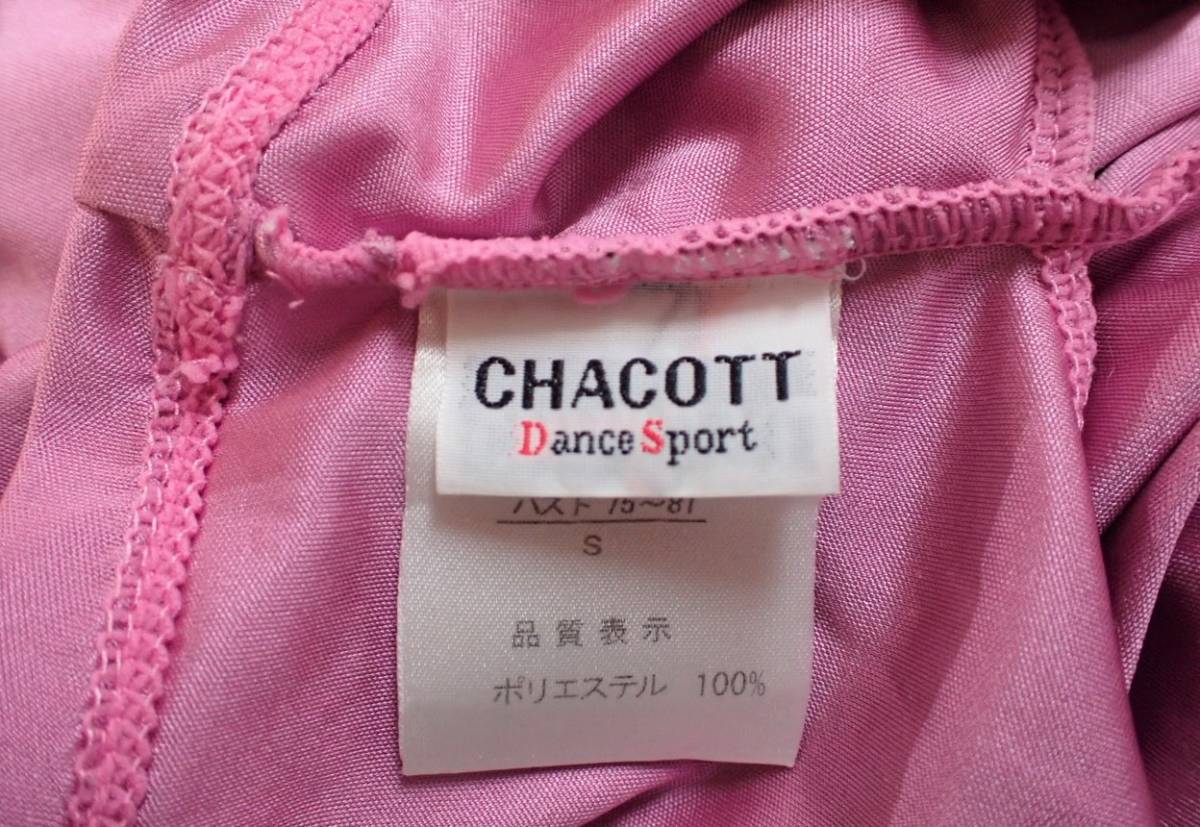 CHACOTT
Dance Sport
バスト 75～87
S
品質表示
ポリエステル 100%